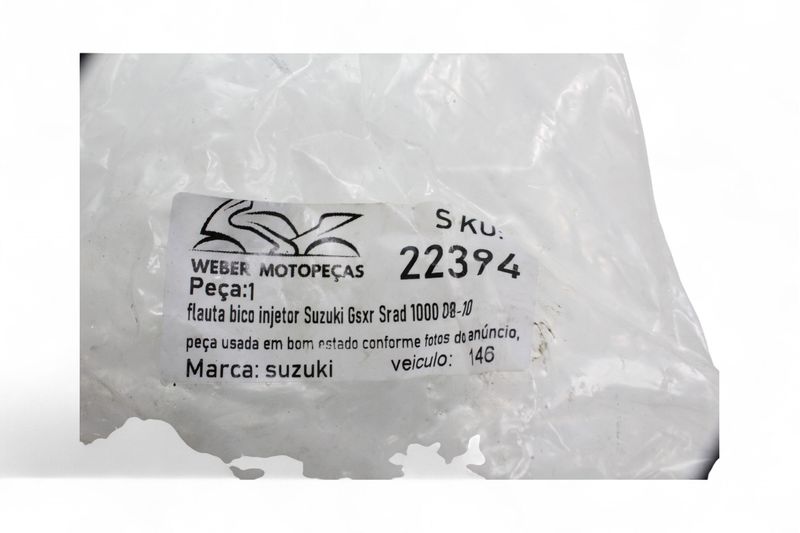 SKU:
22394
WEBER MOTOPEÇAS
Peça:1
flauta bico injetor Suzuki Gsxr Srad 1000 08-10
peça usada em bom estado conforme fotos do anúncio,
Marca: suzuki veiculo: 146